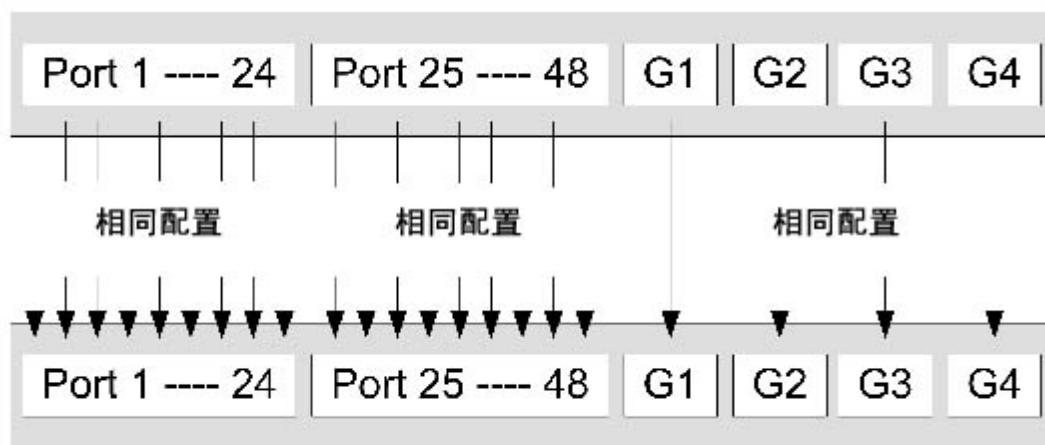 Port 1 ---- 24 Port 25 ---- 48 G1 G2 G3 G4
相同配置 相同配置 相同配置
Port 1 ---- 24 Port 25 ---- 48 G1 G2 G3 G4